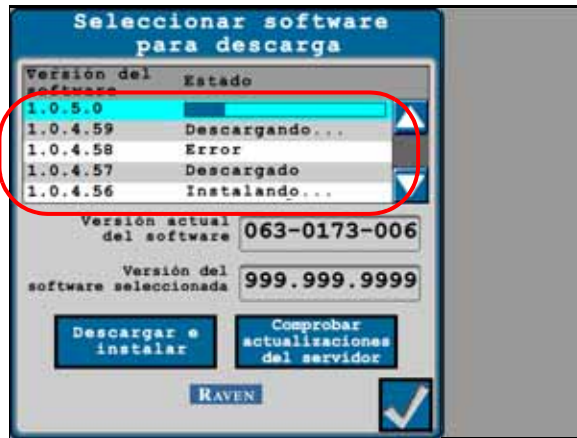 Seleccionar software
para descarga
Versión del
software
Estado
1.0.5.0
1.0.4.59 Descargando...
1.0.4.58 Error
1.0.4.57 Descargado
1.0.4.56 Instalando...
Versión actual
del software
063-0173-006
Versión del
software seleccionada
999.999.9999
Descargar e
instalar
Comprobar
actualizaciones
del servidor
RAVEN